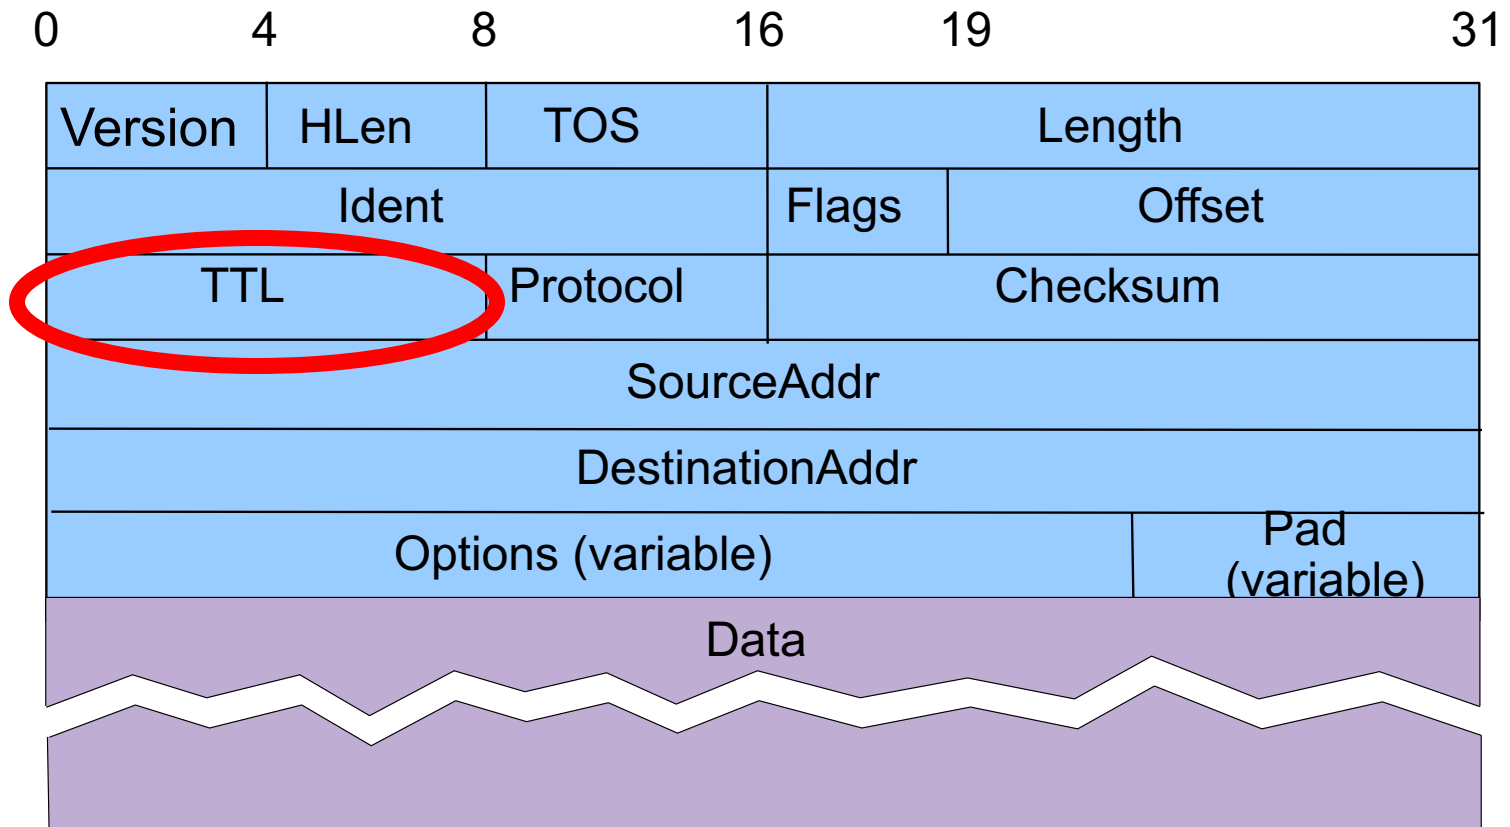 0 4 8 16 19 31
Version HLen TOS Length
Ident Flags Offset
TTL Protocol Checksum
SourceAddr
DestinationAddr
Options (variable) Pad
(variable)
Data